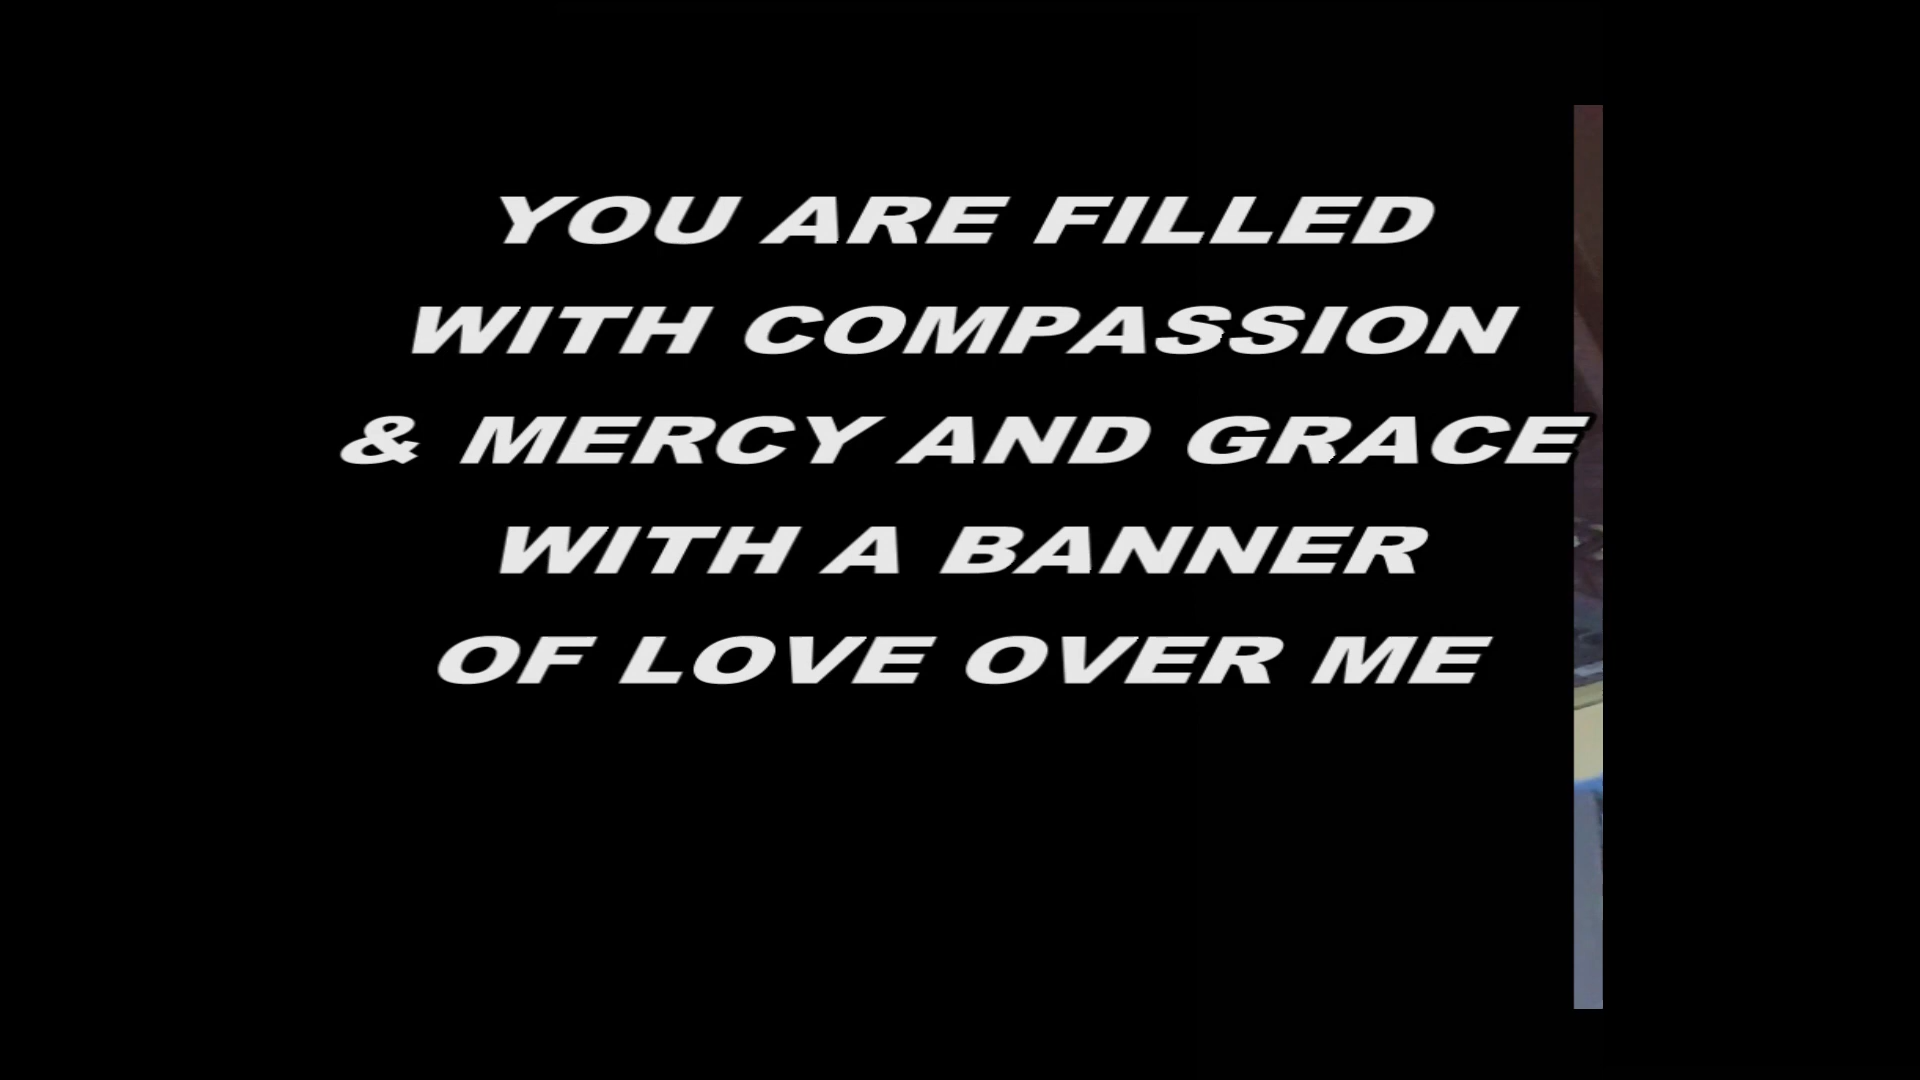 YOU ARE FILLED
WITH COMPASSION
& MERCY AND GRACE
WITH A BANNER
OF LOVE OVER ME